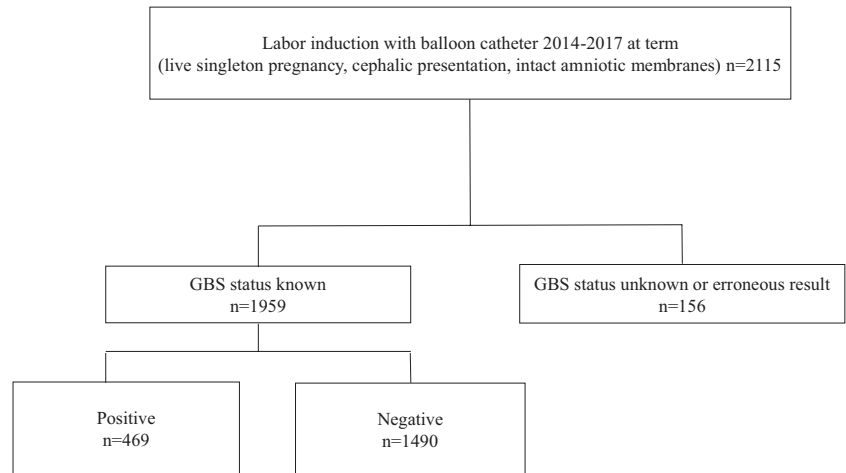 Labor induction with balloon catheter 2014-2017 at term
(live singleton pregnancy, cephalic presentation, intact amniotic membranes) n=2115
GBS status known
n=1959
GBS status unknown or erroneous result
n=156
Positive
n=469
Negative
n=1490